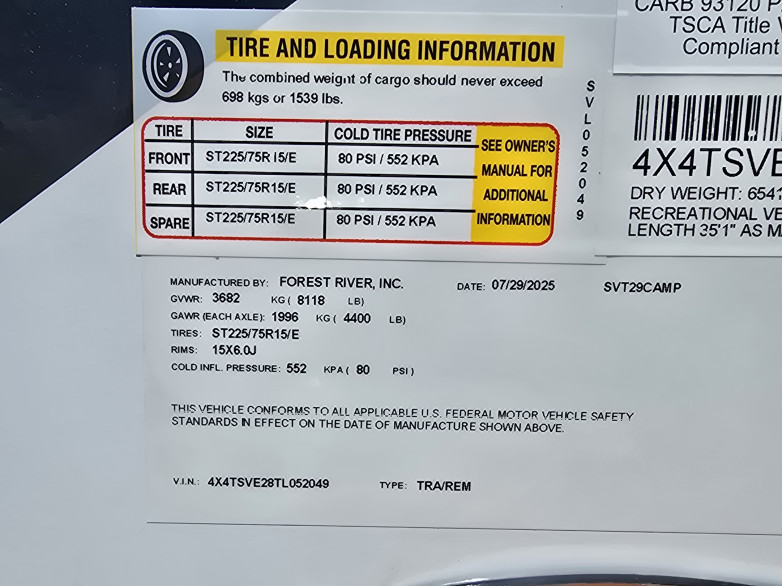 TIRE AND LOADING INFORMATION
The combined weight of cargo should never exceed
698 kgs or 1539 lbs.
TIRE SIZE COLD TIRE PRESSURE
FRONT ST225/75R15/E 80 PSI / 552 KPA
REAR ST225/75R15/E 80 PSI / 552 KPA
SPARE ST225/75R15/E 80 PSI / 552 KPA
SEE OWNER'S
MANUAL FOR
ADDITIONAL
INFORMATION
SVL052049
CARB 93120 P
TSCA Title V
Compliant
4X4TSVE
DRY WEIGHT: 6541
RECREATIONAL VE
LENGTH 35'1" AS M
MANUFACTURED BY: FOREST RIVER, INC. DATE: 07/29/2025 SVT29CAMP
GVWR: 3682 KG ( 8118 LB)
GAWR (EACH AXLE): 1996 KG ( 4400 LB)
TIRES: ST225/75R15/E
RIMS: 15X6.0J
COLD INFL. PRESSURE: 552 KPA ( 80 PSI )
THIS VEHICLE CONFORMS TO ALL APPLICABLE U.S. FEDERAL MOTOR VEHICLE SAFETY
STANDARDS IN EFFECT ON THE DATE OF MANUFACTURE SHOWN ABOVE.
V.I.N.: 4X4TSVE28TL052049 TYPE: TRA/REM